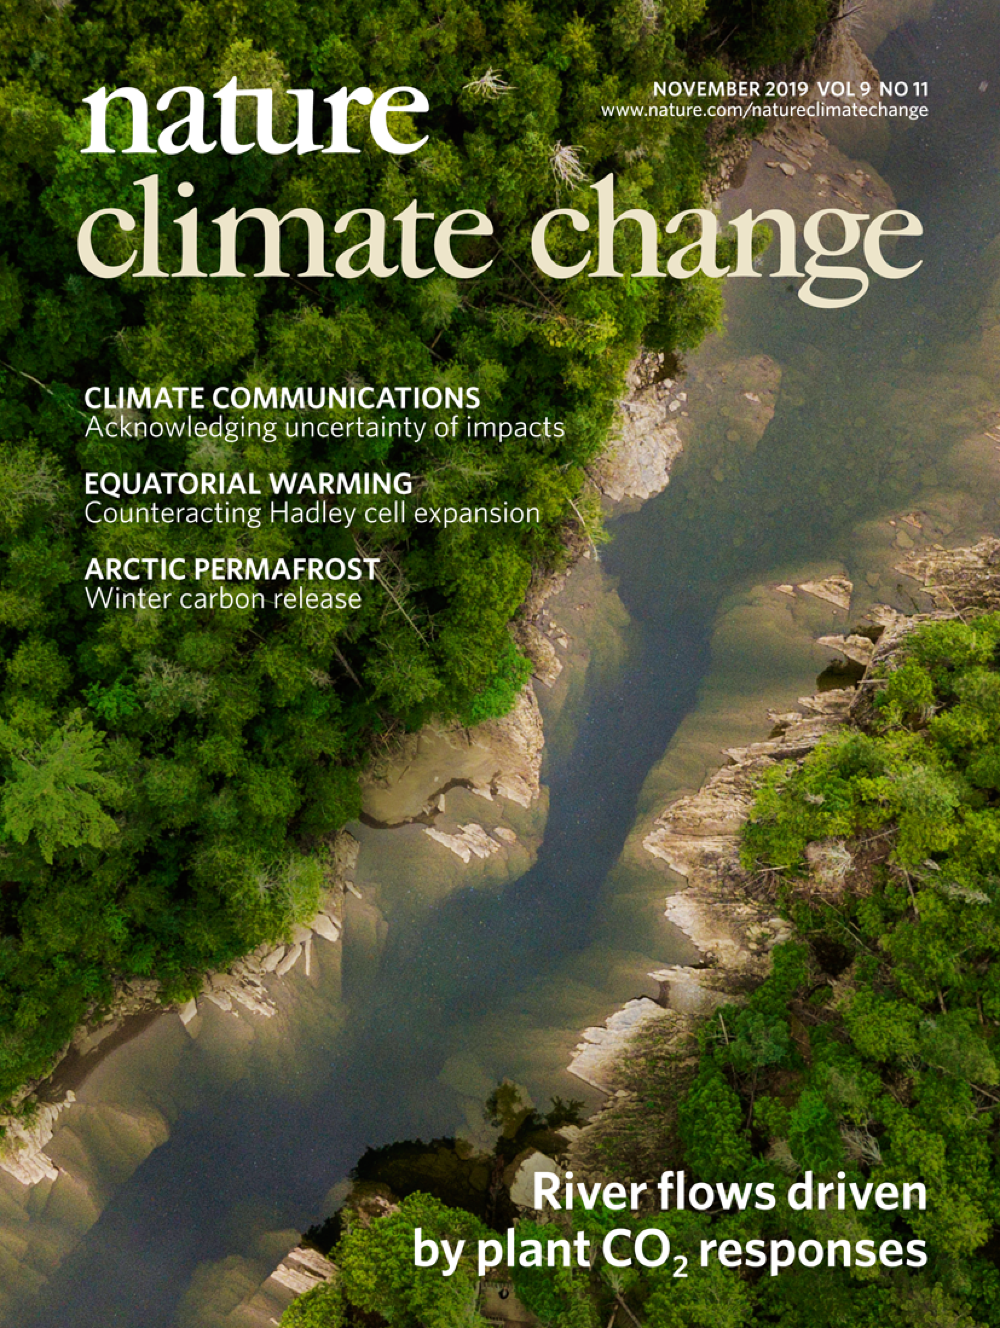 nature
NOVEMBER 2019 VOL 9 NO 11
www.nature.com/natureclimatechange
climate change
CLIMATE COMMUNICATIONS
Acknowledging uncertainty of impacts
EQUATORIAL WARMING
Counteracting Hadley cell expansion
ARCTIC PERMAFROST
Winter carbon release
River flows driven
by plant CO₂ responses